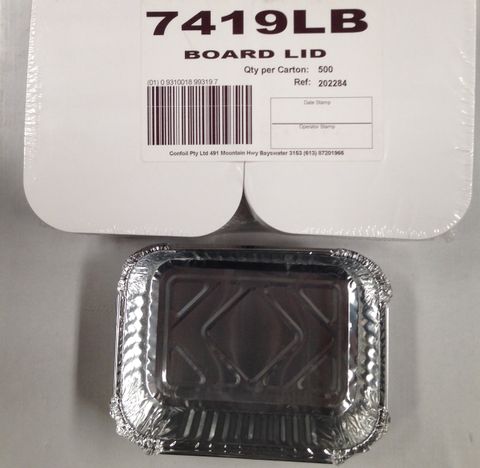 7419LB
BOARD LID
Qty per Carton: 500
Ref: 202284
(01) 0 9310018 99319 7
Date Stamp
Operator Stamp
Confoil Pty Ltd 491 Mountain Hwy Bayswater 3153 (613) 87201966